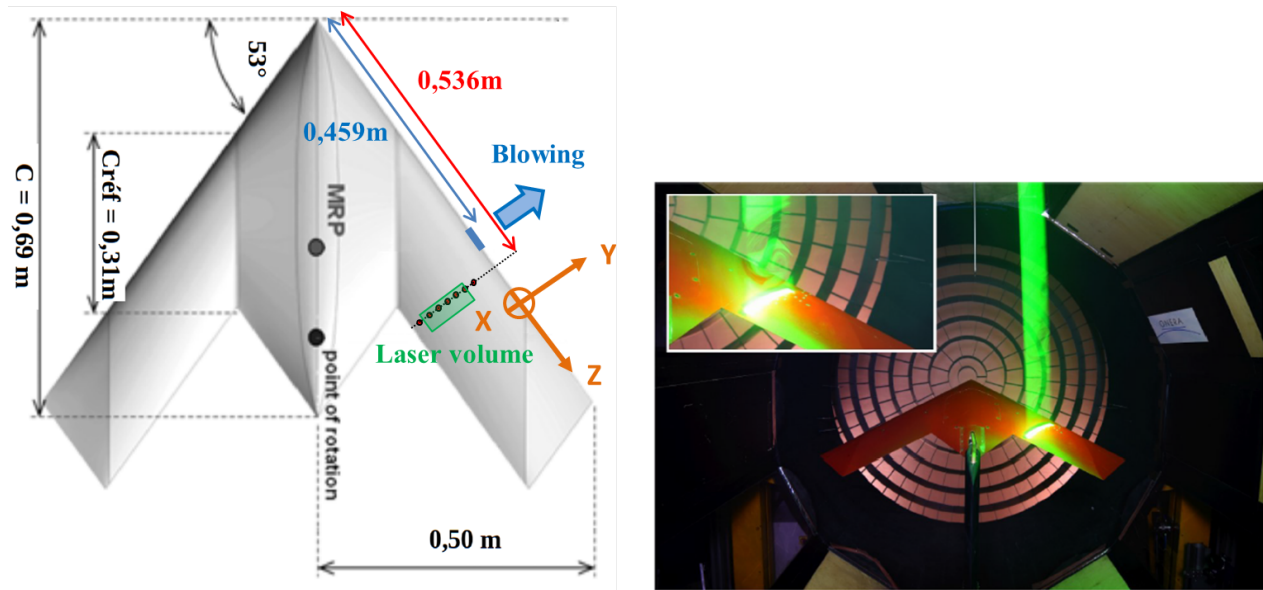 53°
0,536m
0,459m
Blowing
C = 0,69 m
Créf = 0,31m
MRP
Y
X
Laser volume
Z
point of rotation
0,50 m
ONERA